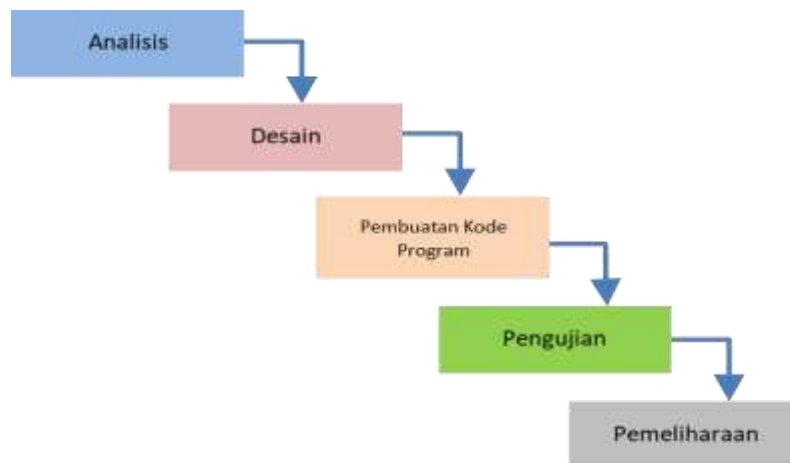 Analisis
Desain
Pembuatan Kode
Program
Pengujian
Pemeliharaan